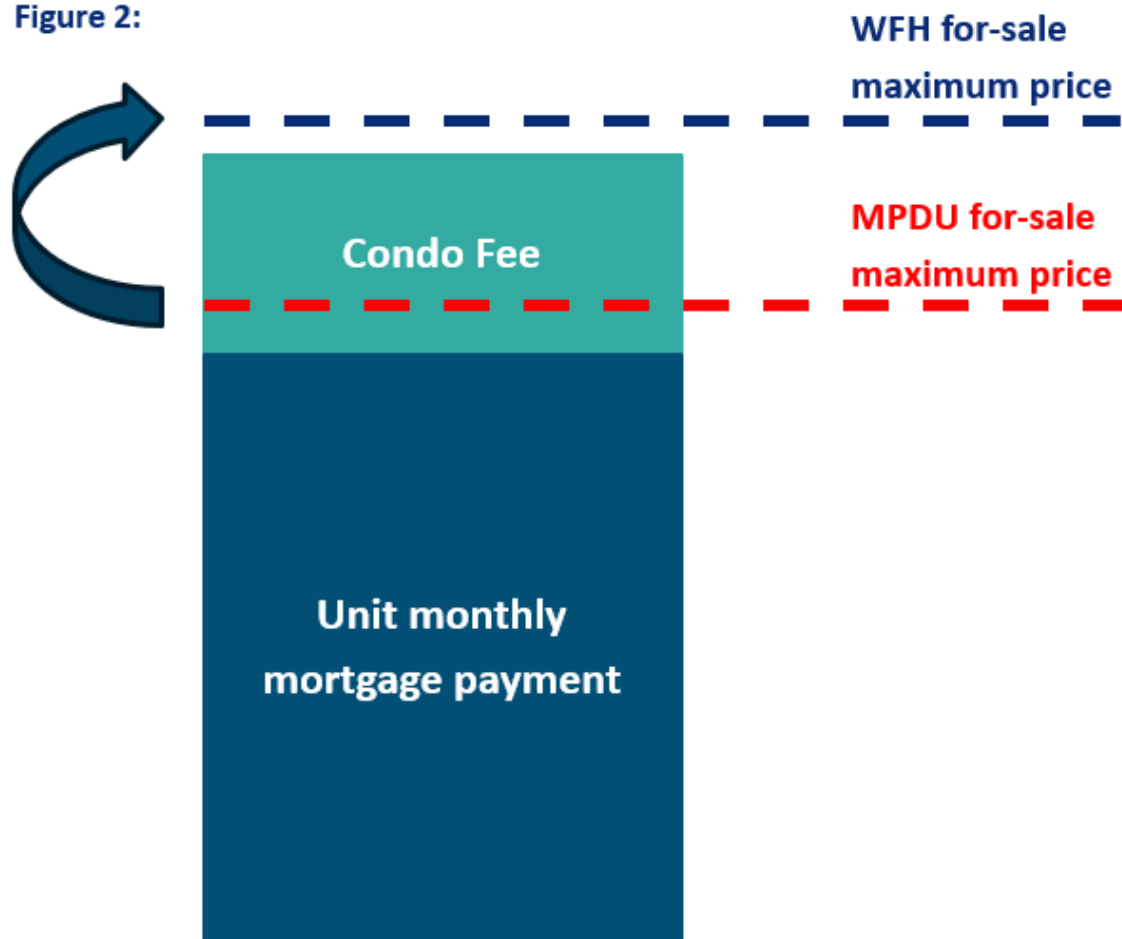 Figure 2:
WFH for-sale
maximum price
Condo Fee
MPDU for-sale
maximum price
Unit monthly
mortgage payment